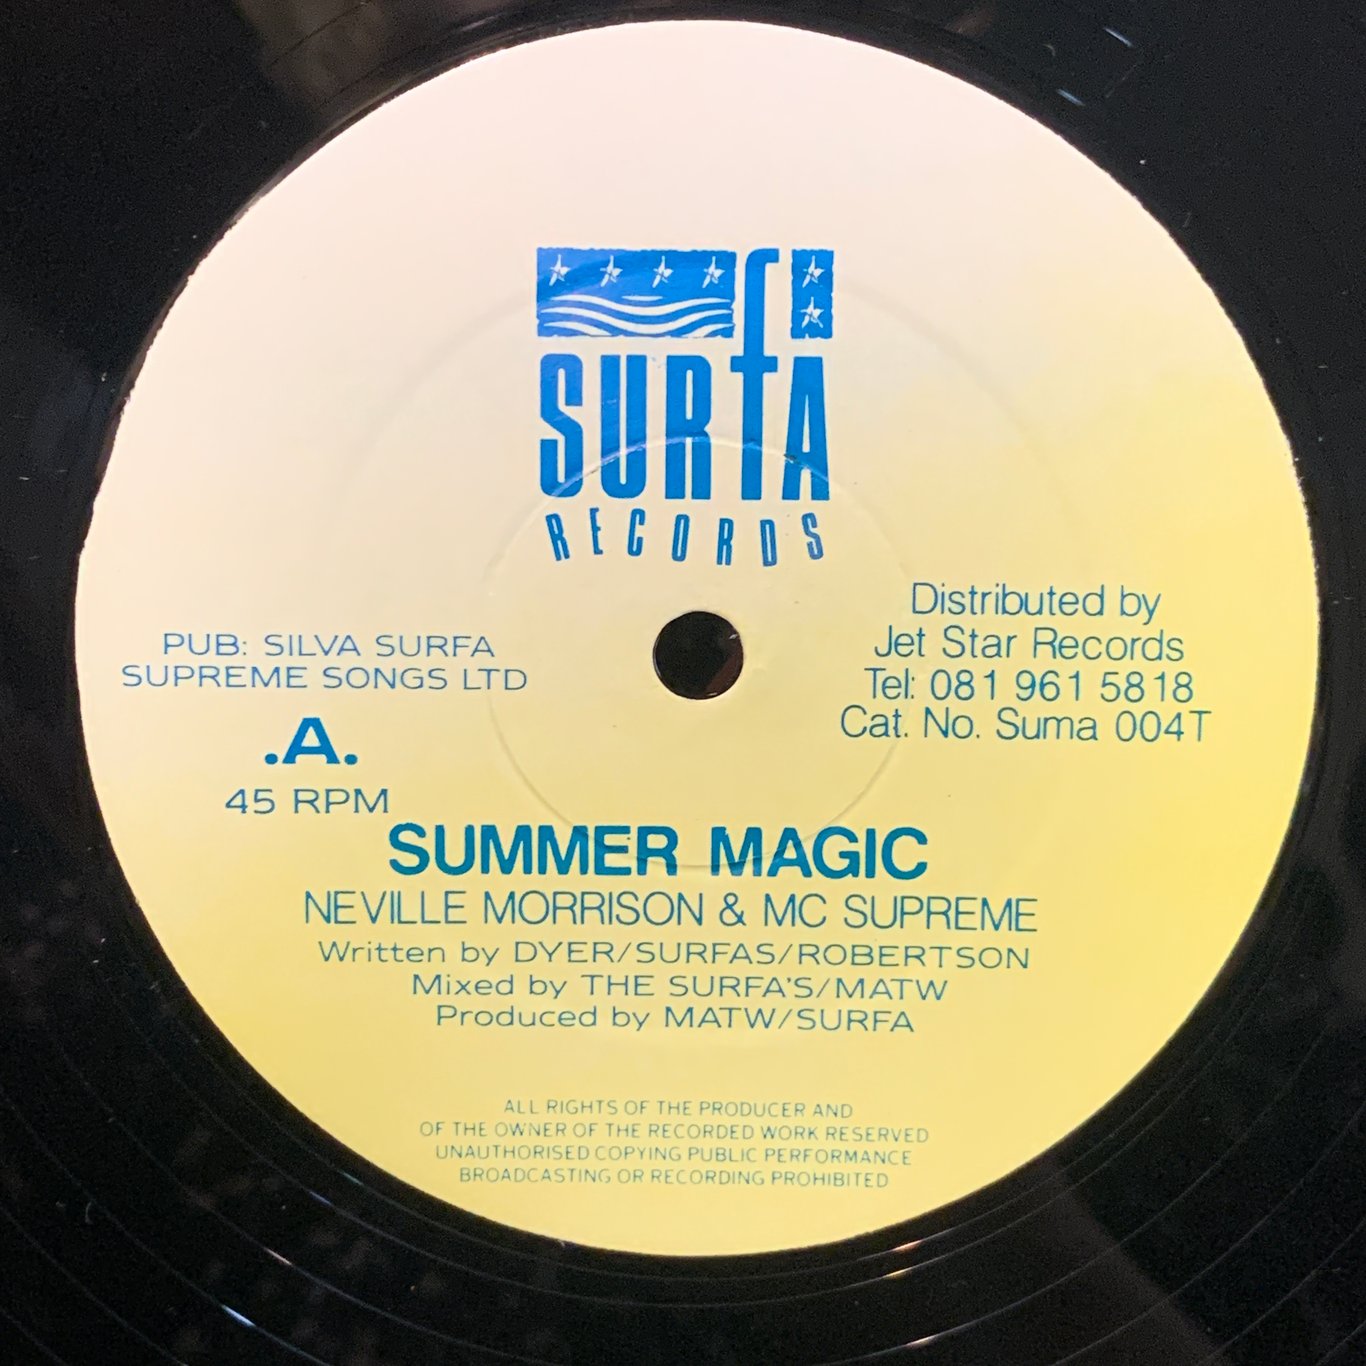 SURFA
RECORDS
Distributed by
Jet Star Records
Tel: 081 961 5818
Cat. No. Suma 004T
PUB: SILVA SURFA
SUPREME SONGS LTD
.A.
45 RPM
SUMMER MAGIC
NEVILLE MORRISON & MC SUPREME
Written by DYER/SURFAS/ROBERTSON
Mixed by THE SURFA'S/MATW
Produced by MATW/SURFA
ALL RIGHTS OF THE PRODUCER AND
OF THE OWNER OF THE RECORDED WORK RESERVED
UNAUTHORISED COPYING PUBLIC PERFORMANCE
BROADCASTING OR RECORDING PROHIBITED